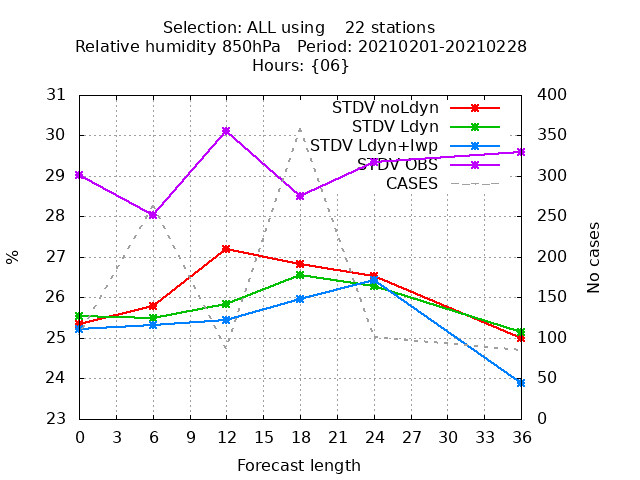 Selection: ALL using    22 stations
Relative humidity 850hPa   Period: 20210201-20210228
Hours: {06}
STDV noLdyn
STDV Ldyn
STDV Ldyn+lwp
STDV OBS
CASES
%
31
30
29
28
27
26
25
24
23
400
350
300
250
200
150
100
50
0
No cases
0 3 6 9 12 15 18 21 24 27 30 33 36
Forecast length